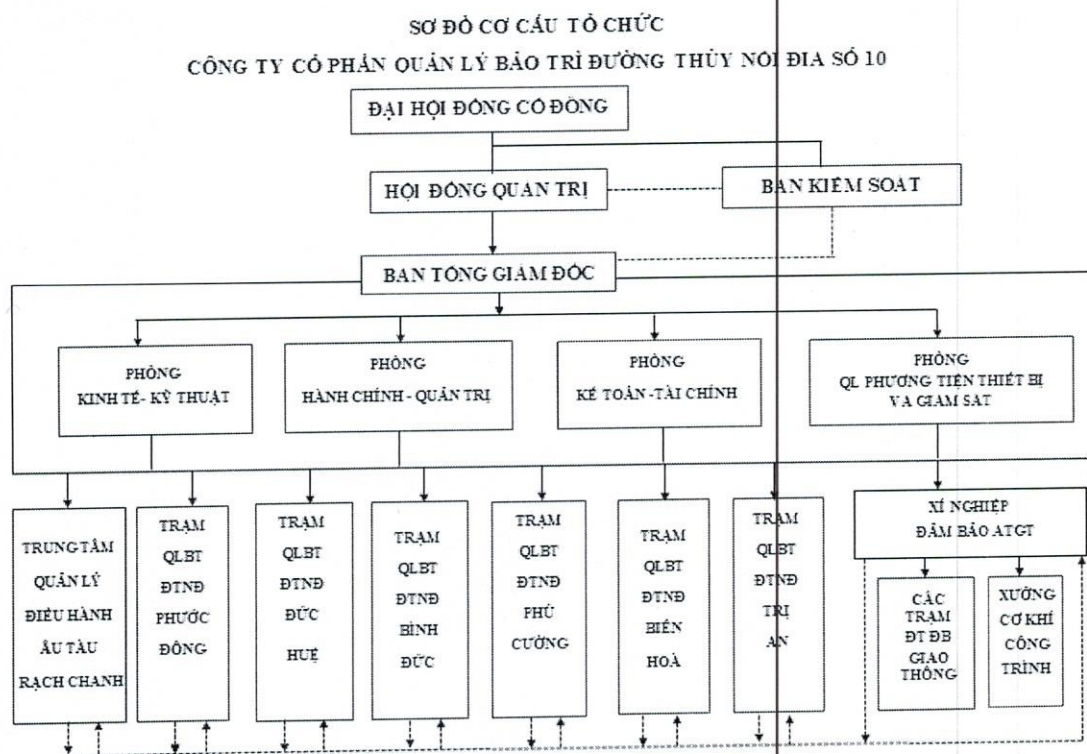 SƠ ĐỒ CƠ CẤU TỔ CHỨC
CÔNG TY CỔ PHẦN QUẢN LÝ BẢO TRÌ ĐƯỜNG THỦY NỘI ĐỊA SỐ 10
ĐẠI HỘI ĐỒNG CỔ ĐÔNG
HỘI ĐỒNG QUẢN TRỊ
BAN KIỂM SOÁT
BAN TỔNG GIÁM ĐỐC
PHÒNG
KINH TẾ- KỸ THUẬT
PHÒNG
HÀNH CHÍNH - QUẢN TRỊ
PHÒNG
KẾ TOÁN -TÀI CHÍNH
PHÒNG
QL PHƯƠNG TIỆN THIẾT BỊ
VÀ GIÁM SÁT
TRUNG TÂM
QUẢN LÝ
ĐIỀU HÀNH
ÂU TÀU
RẠCH CHANH
TRẠM
QLBT
ĐTNĐ
PHƯỚC
ĐÔNG
TRẠM
QLBT
ĐTNĐ
ĐỨC
HUỆ
TRẠM
QLBT
ĐTNĐ
BÌNH
ĐỨC
TRẠM
QLBT
ĐTNĐ
PHÚ
CƯỜNG
TRẠM
QLBT
ĐTNĐ
BIÊN
HOÀ
TRẠM
QLBT
ĐTNĐ
TRỊ
AN
XÍ NGHIỆP
ĐẢM BẢO ATGT
CÁC
TRẠM
ĐT ĐB
GIAO
THÔNG
XƯỞNG
CƠ KHÍ
CÔNG
TRÌNH